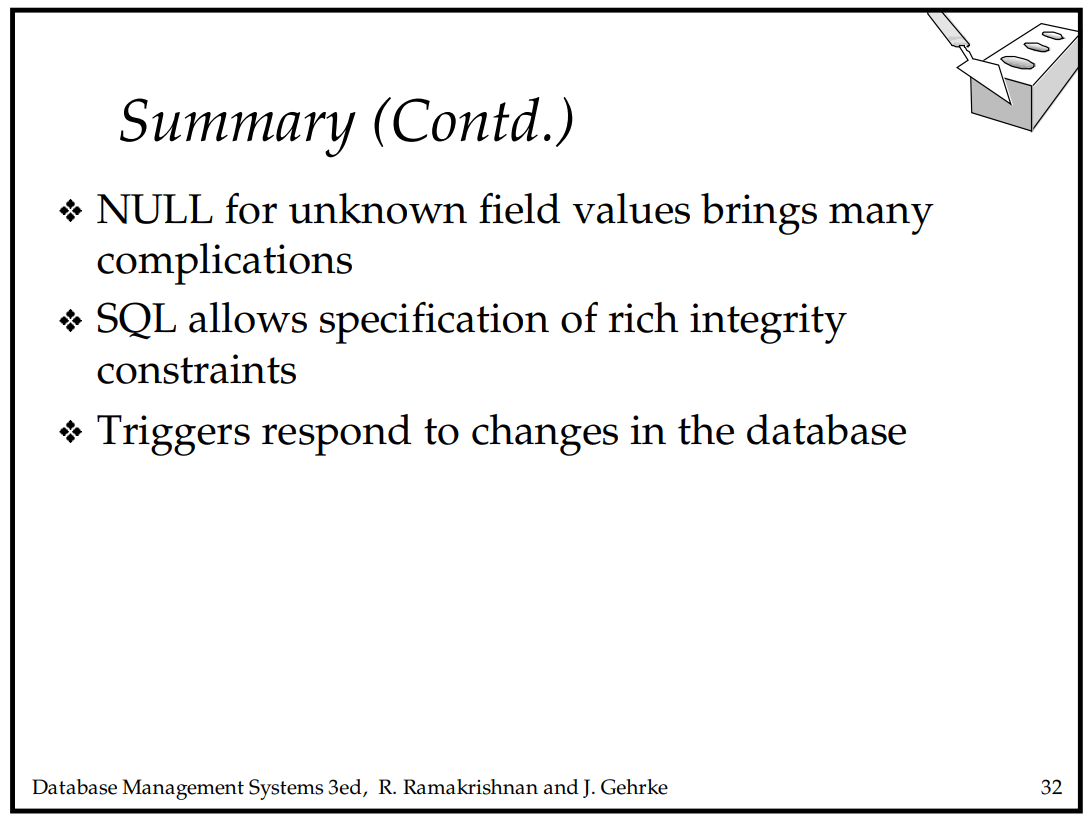 Summary (Contd.)
❖ NULL for unknown field values brings many
complications
❖ SQL allows specification of rich integrity
constraints
❖ Triggers respond to changes in the database
Database Management Systems 3ed, R. Ramakrishnan and J. Gehrke 32